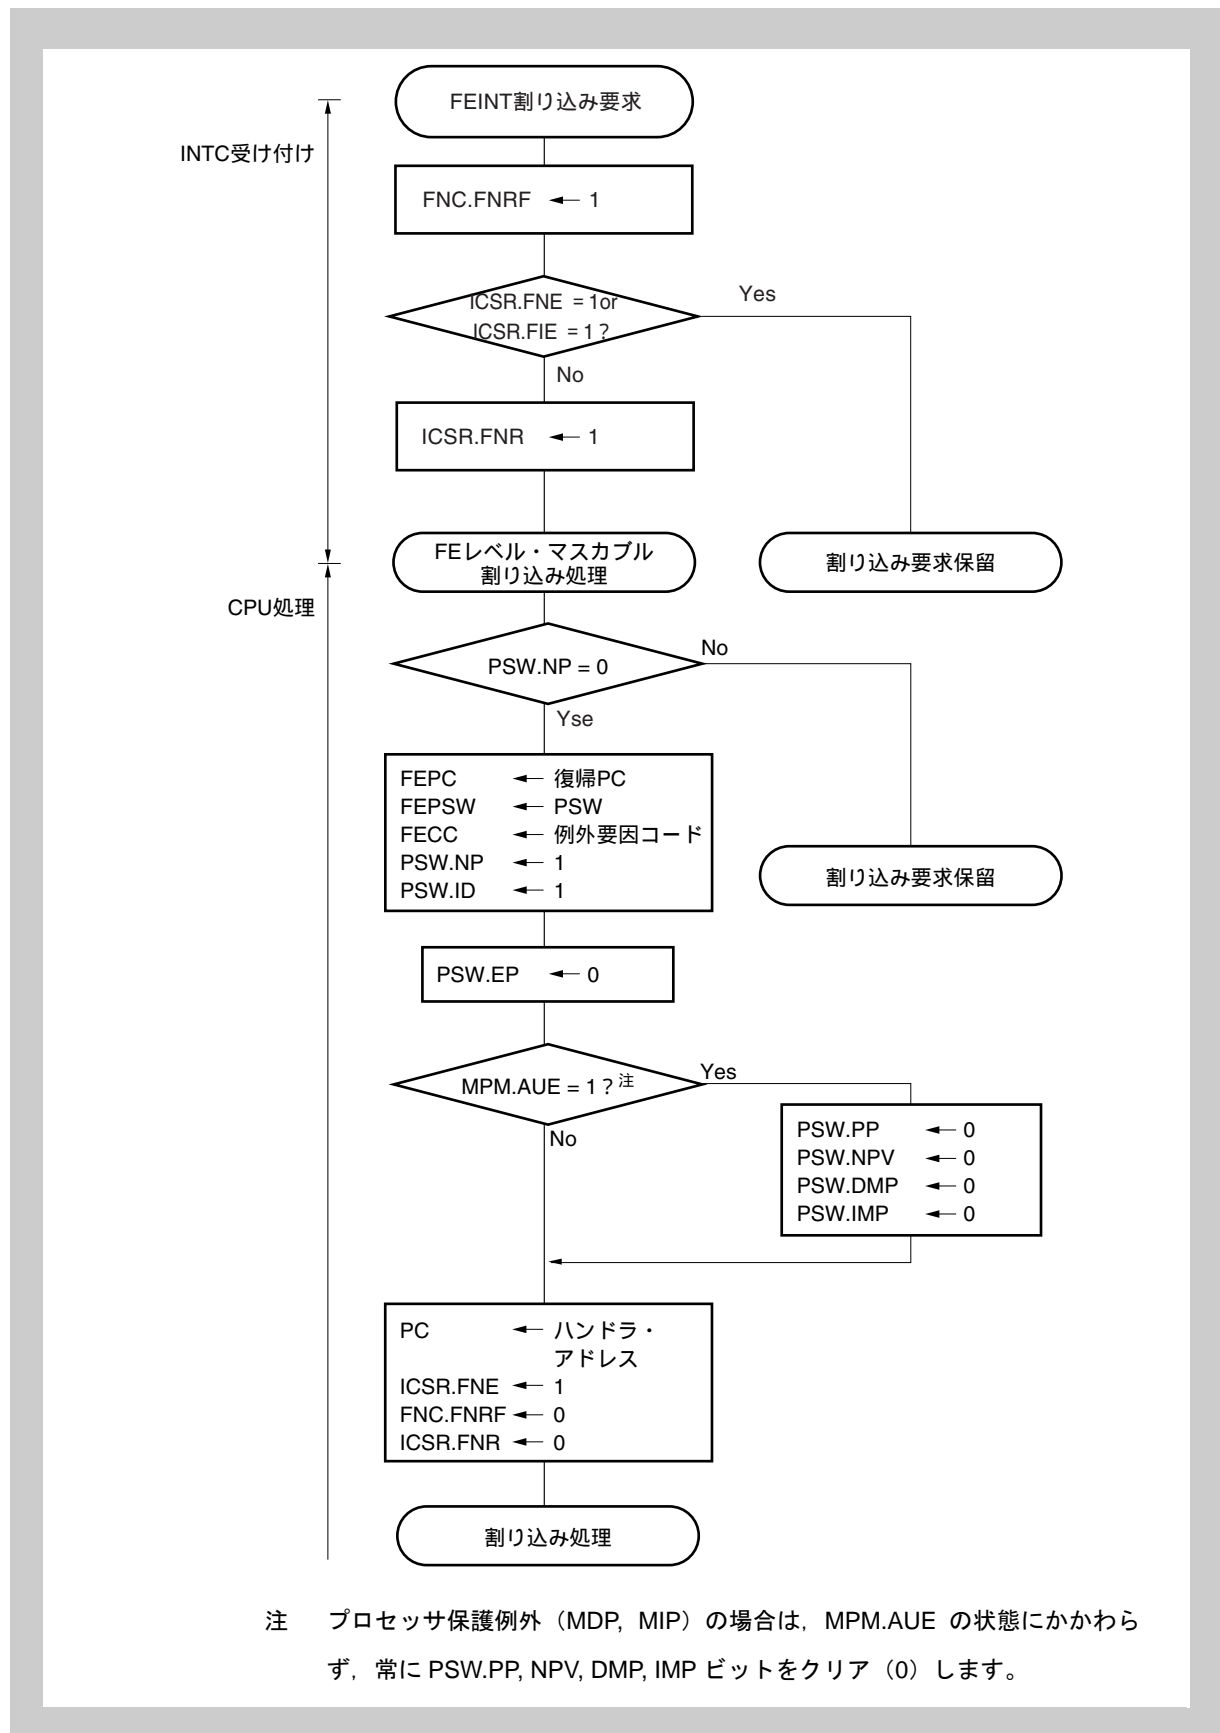 FEINT割り込み要求
INTC受け付け
FNC.FNRF ← 1
ICSR.FNE = 1or
ICSR.FIE = 1？
Yes
No
ICSR.FNR ← 1
FEレベル・マスカブル
割り込み処理
割り込み要求保留
CPU処理
PSW.NP = 0
No
Yse
FEPC ← 復帰PC
FEPSW ← PSW
FECC ← 例外要因コード
PSW.NP ← 1
PSW.ID ← 1
割り込み要求保留
PSW.EP ← 0
MPM.AUE = 1？注
Yes
No
PSW.PP ← 0
PSW.NPV ← 0
PSW.DMP ← 0
PSW.IMP ← 0
PC ← ハンドラ・
アドレス
ICSR.FNE ← 1
FNC.FNRF ← 0
ICSR.FNR ← 0
割り込み処理
注 プロセッサ保護例外（MDP, MIP）の場合は，MPM.AUE の状態にかかわら
ず，常に PSW.PP, NPV, DMP, IMP ビットをクリア（0）します。